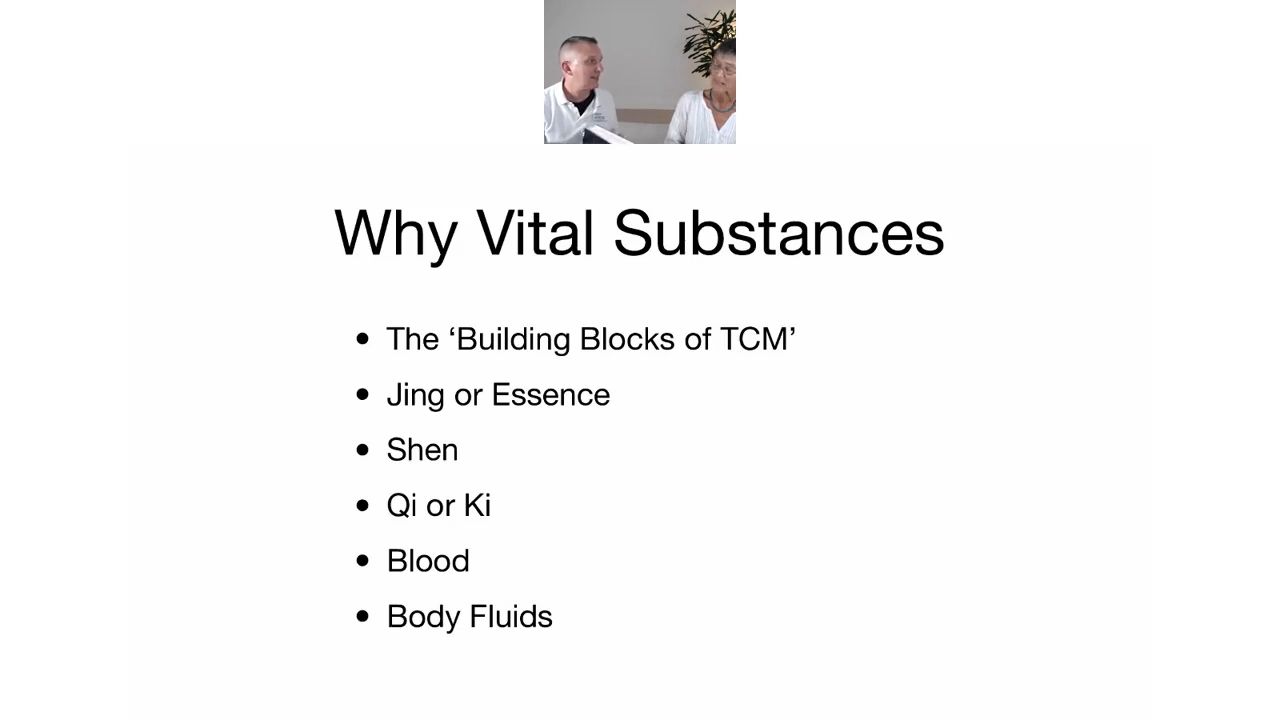 Why Vital Substances
• The ‘Building Blocks of TCM’
• Jing or Essence
• Shen
• Qi or Ki
• Blood
• Body Fluids